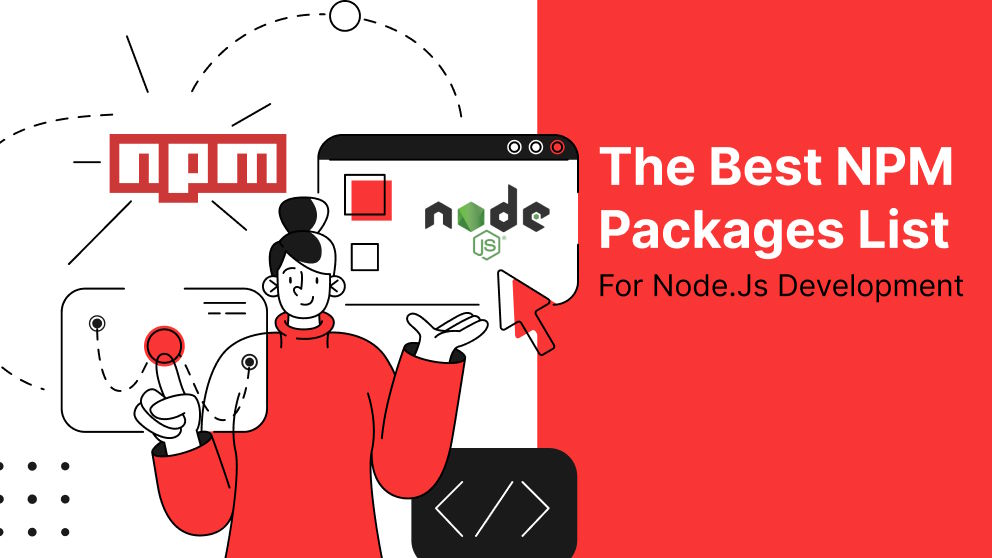 npm
node
JS
The Best NPM
Packages List
For Node.Js Development